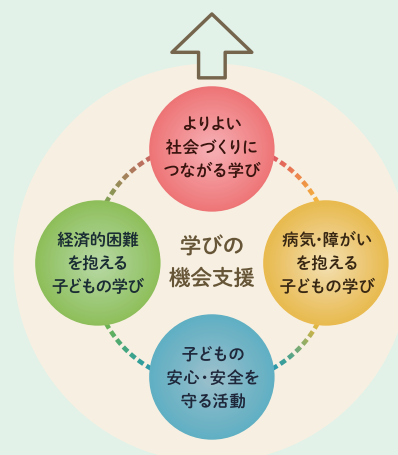 よりよい
社会づくりに
つながる学び
経済的困難
を抱える
子どもの学び
学びの
機会支援
病気・障がい
を抱える
子どもの学び
子どもの
安心・安全を
守る活動